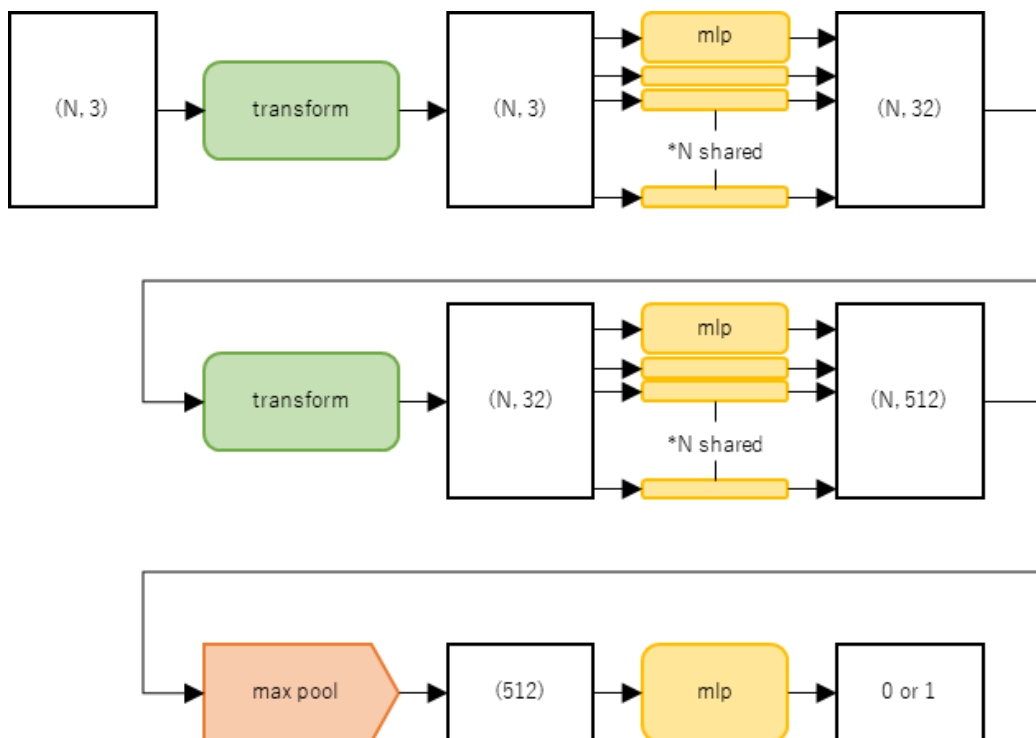 (N, 3)
transform
(N, 3)
mlp
*N shared
(N, 32)
transform
(N, 32)
mlp
*N shared
(N, 512)
max pool
(512)
mlp
0 or 1